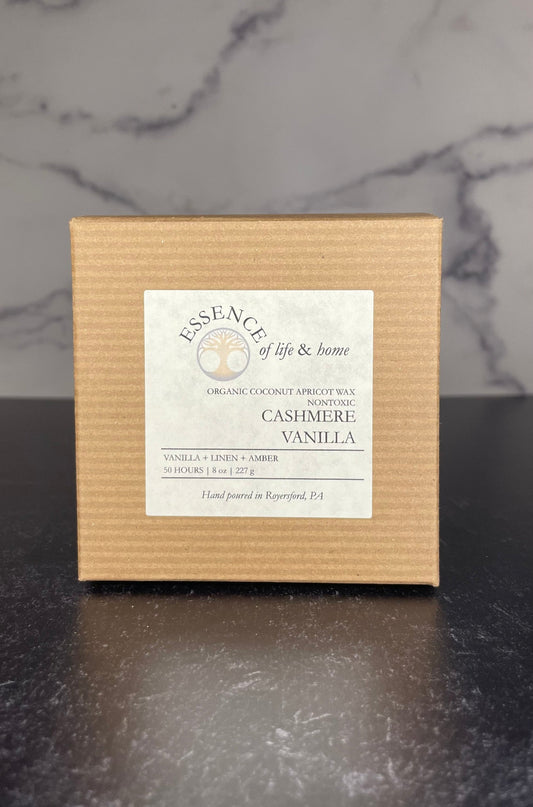 ESSENCE
of life & home
ORGANIC COCONUT APRICOT WAX
NONTOXIC
CASHMERE
VANILLA
VANILLA + LINEN + AMBER
50 HOURS | 8 oz | 227 g
Hand poured in Royersford, PA